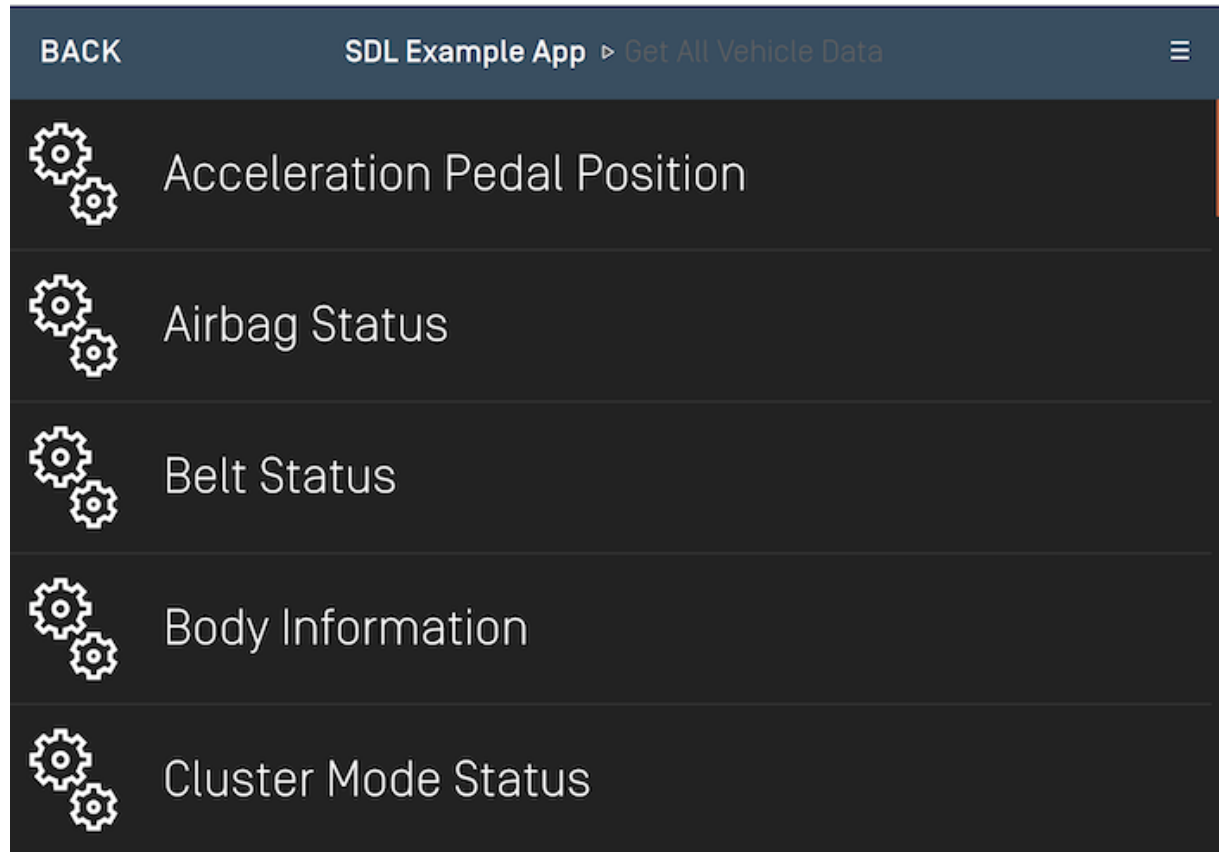 BACK
SDL Example App ▹ Get All Vehicle Data
Acceleration Pedal Position
Airbag Status
Belt Status
Body Information
Cluster Mode Status